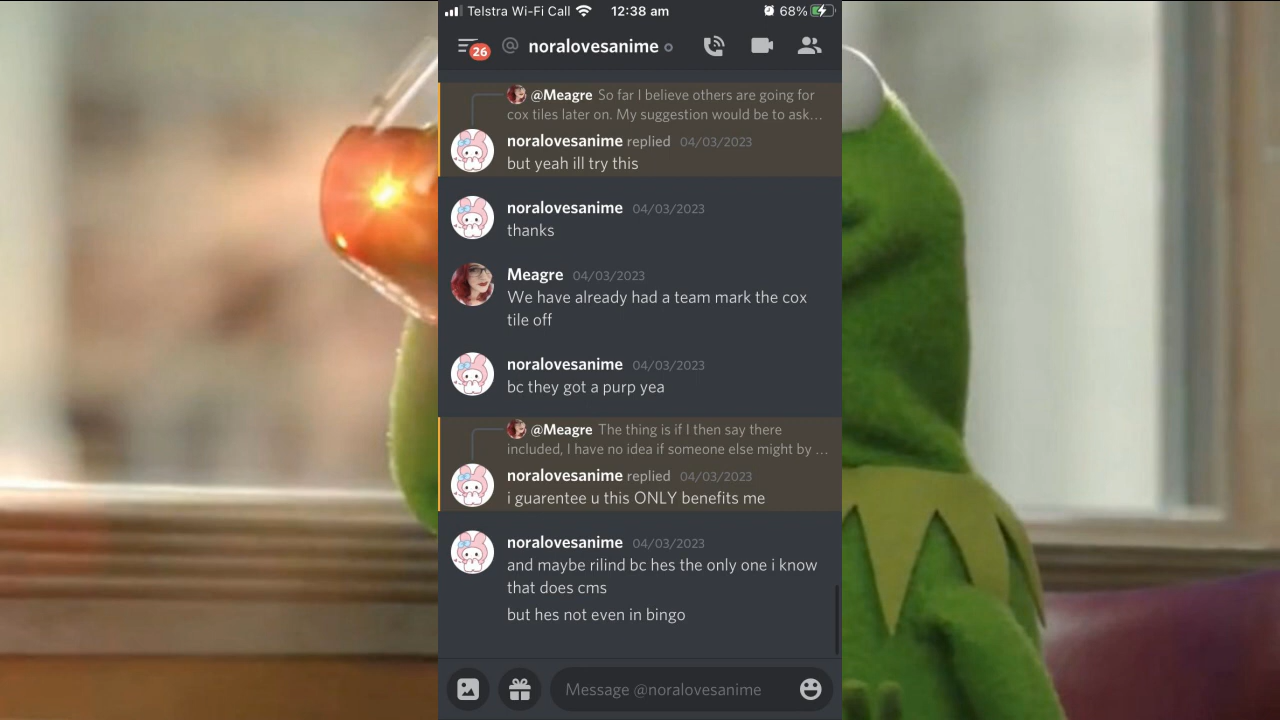 Telstra Wi-Fi Call 12:38 am 68%
26 @ noralovesanime
@Meagre So far I believe others are going for
cox tiles later on. My suggestion would be to ask...
noralovesanime replied 04/03/2023
but yeah ill try this
noralovesanime 04/03/2023
thanks
Meagre 04/03/2023
We have already had a team mark the cox
tile off
noralovesanime 04/03/2023
bc they got a purp yea
@Meagre The thing is if I then say there
included, I have no idea if someone else might by ...
noralovesanime replied 04/03/2023
i guarentee u this ONLY benefits me
noralovesanime 04/03/2023
and maybe rilind bc hes the only one i know
that does cms
but hes not even in bingo
Message @noralovesanime